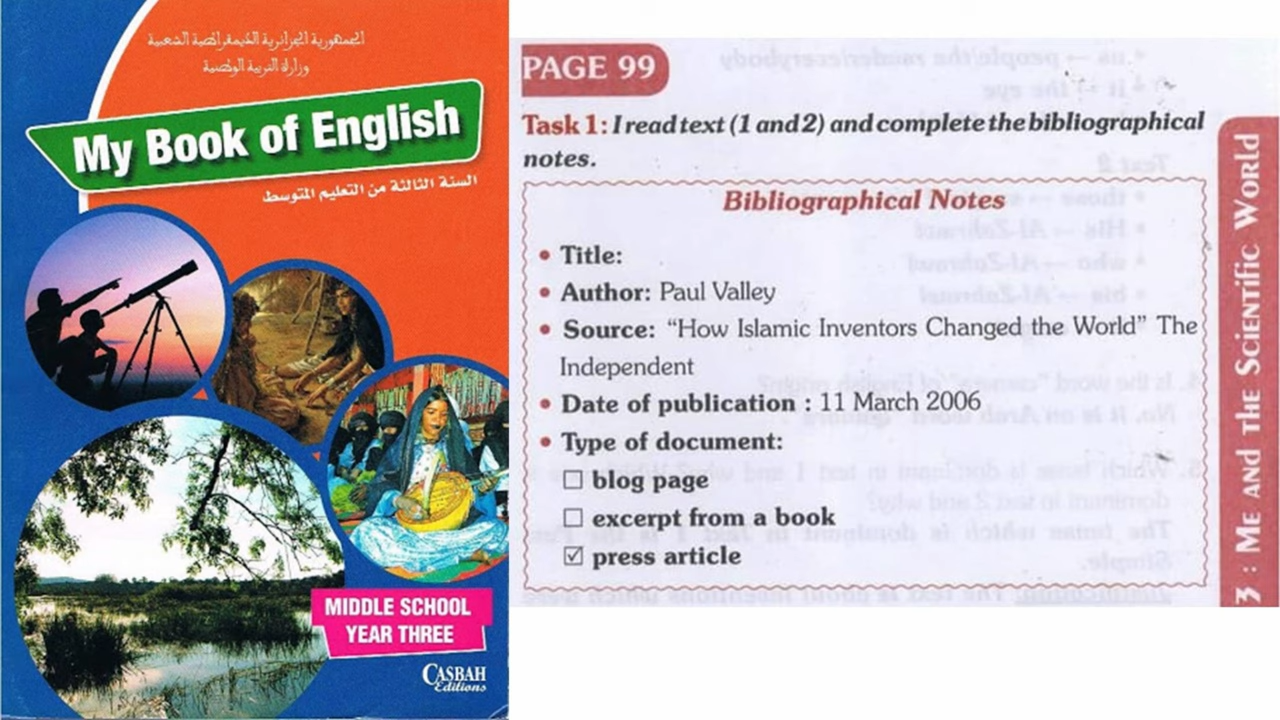 الجمهورية الجزائرية الديمقراطية الشعبية
وزارة التربية الوطنية
My Book of English
السنة الثالثة من التعليم المتوسط
MIDDLE SCHOOL
YEAR THREE
CASBAH
Editions
PAGE 99
Task 1: I read text (1 and 2) and complete the bibliographical
notes.
Bibliographical Notes
• Title:
• Author: Paul Valley
• Source: “How Islamic Inventors Changed the World” The
Independent
• Date of publication : 11 March 2006
• Type of document:
☐ blog page
☐ excerpt from a book
☑ press article
3 : ME AND THE SCIENTIFIC WORLD